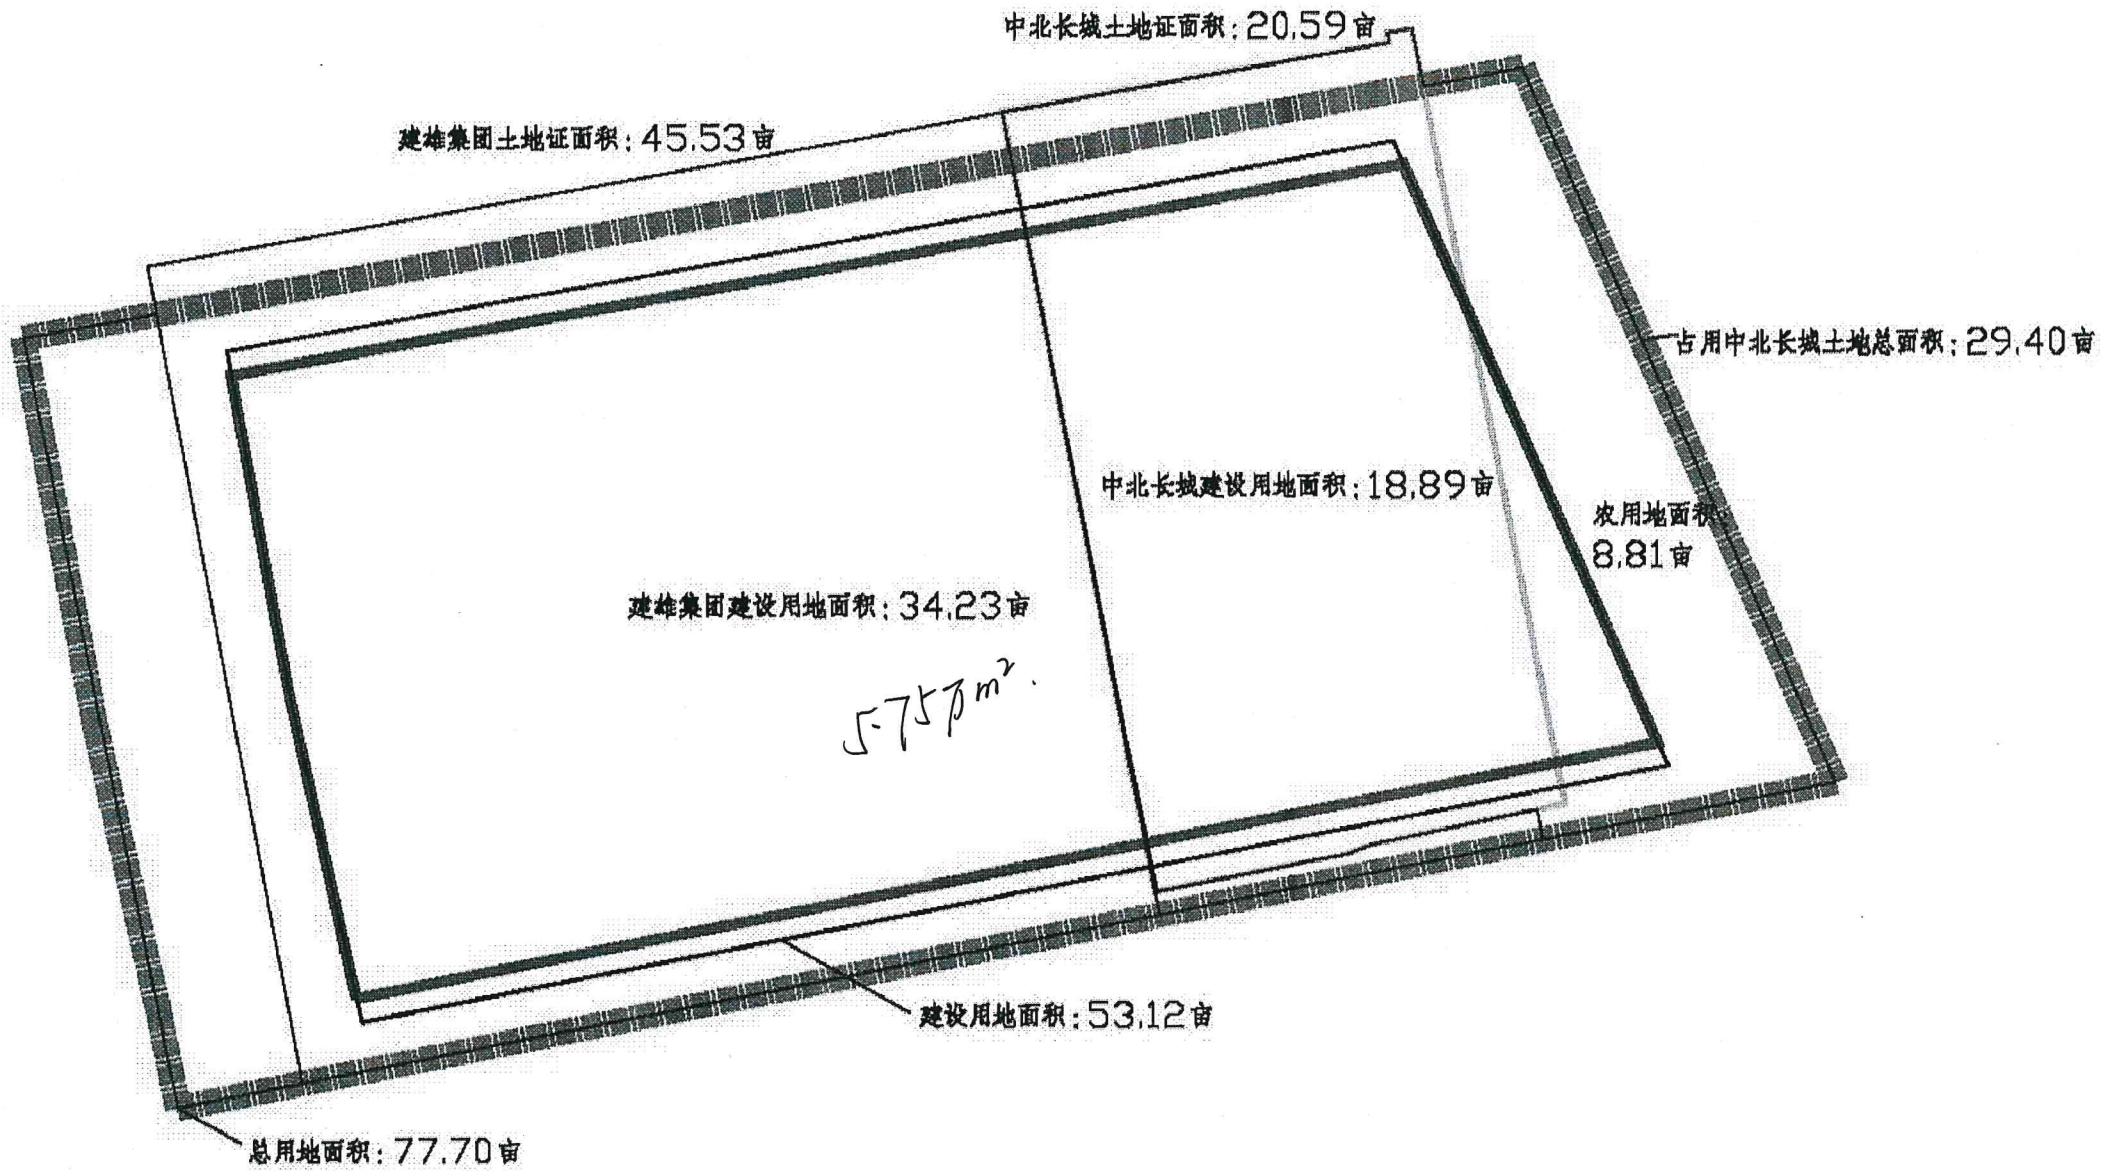 中北长城土地证面积：20.59亩
建雄集团土地证面积：45.53亩
占用中北长城土地总面积：29.40亩
中北长城建设用地面积：18.89亩
农用地面积：
8.81亩
建雄集团建设用地面积：34.23亩
5.75万m².
建设用地面积：53.12亩
总用地面积：77.70亩